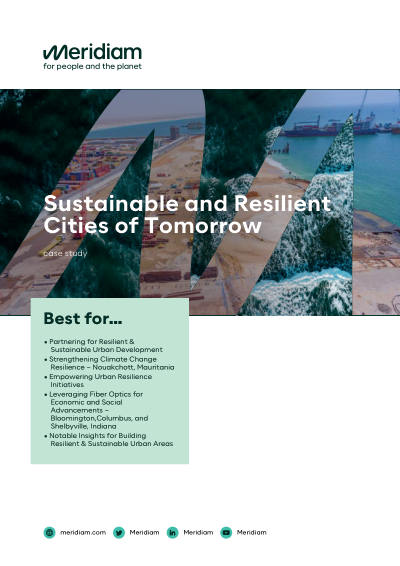 Meridiam
for people and the planet
Sustainable and Resilient
Cities of Tomorrow
case study
Best for...
• Partnering for Resilient &
Sustainable Urban Development
• Strengthening Climate Change
Resilience – Nouakchott, Mauritania
• Empowering Urban Resilience
Initiatives
• Leveraging Fiber Optics for
Economic and Social
Advancements –
Bloomington,Columbus, and
Shelbyville, Indiana
• Notable Insights for Building
Resilient & Sustainable Urban Areas
meridiam.com Meridiam Meridiam Meridiam